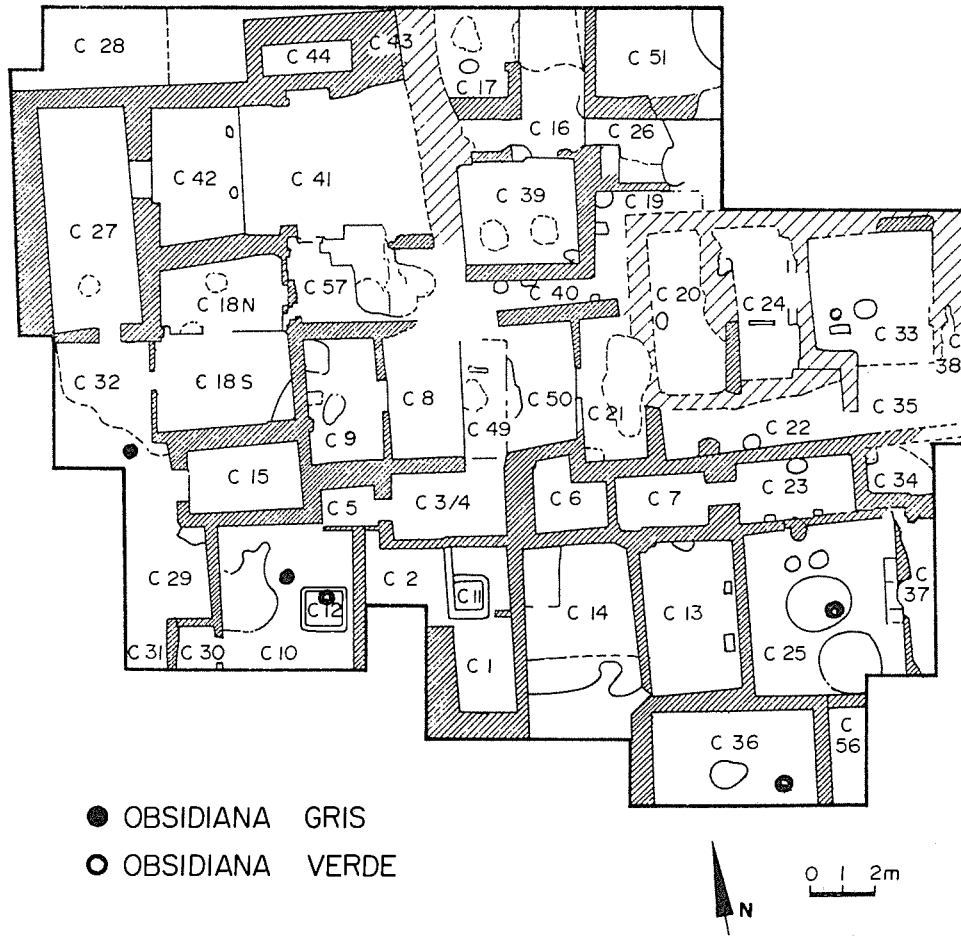 C 28
C 44
C 43
C 17
C 51
C 16
C 26
C 42
C 41
C 39
C 19
C 27
C 18N
C 57
C 40
C 20
C 24
C 33
C
38
C 32
C 18 S
C 9
C 8
C 49
C 50
C 21
C 22
C 35
C 15
C 5
C 3/4
C 6
C 7
C 23
C 34
C 29
C 12
C 2
C 11
C 14
C 13
C
37
C 31
C 30
C 10
C 1
C 25
C 36
C
56
OBSIDIANA GRIS
OBSIDIANA VERDE
0 1 2m
N